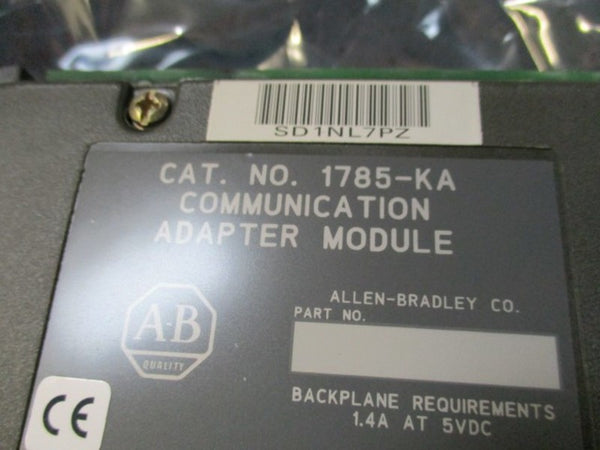 SD1NL7PZ
CAT. NO. 1785-KA
COMMUNICATION
ADAPTER MODULE
ALLEN-BRADLEY CO.
PART NO.
A-B
QUALITY
BACKPLANE REQUIREMENTS
1.4A AT 5VDC
CE